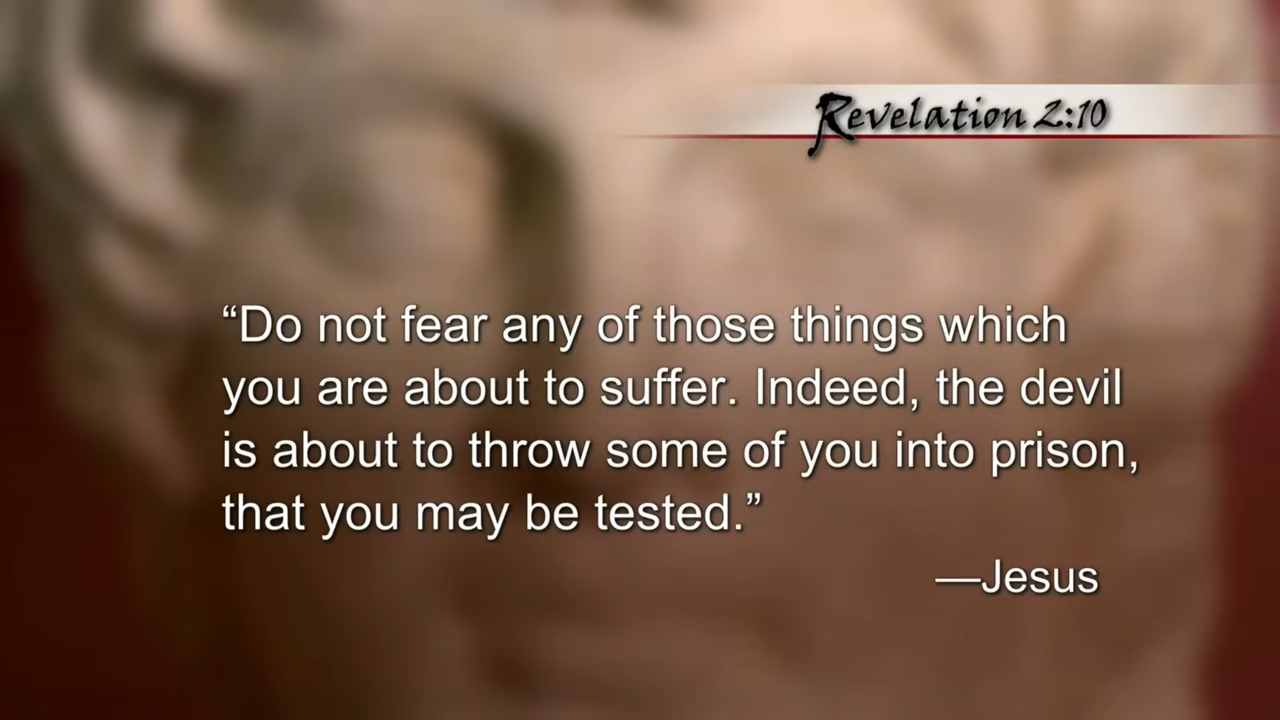 Revelation 2:10
“Do not fear any of those things which
you are about to suffer. Indeed, the devil
is about to throw some of you into prison,
that you may be tested.”
—Jesus